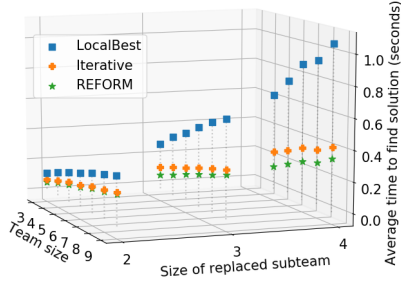 LocalBest
Iterative
REFORM
1.0
0.8
0.6
0.4
0.2
0.0
Average time to find solution (seconds)
3 4 5 6 7 8 9
Team size
2 3 4
Size of replaced subteam